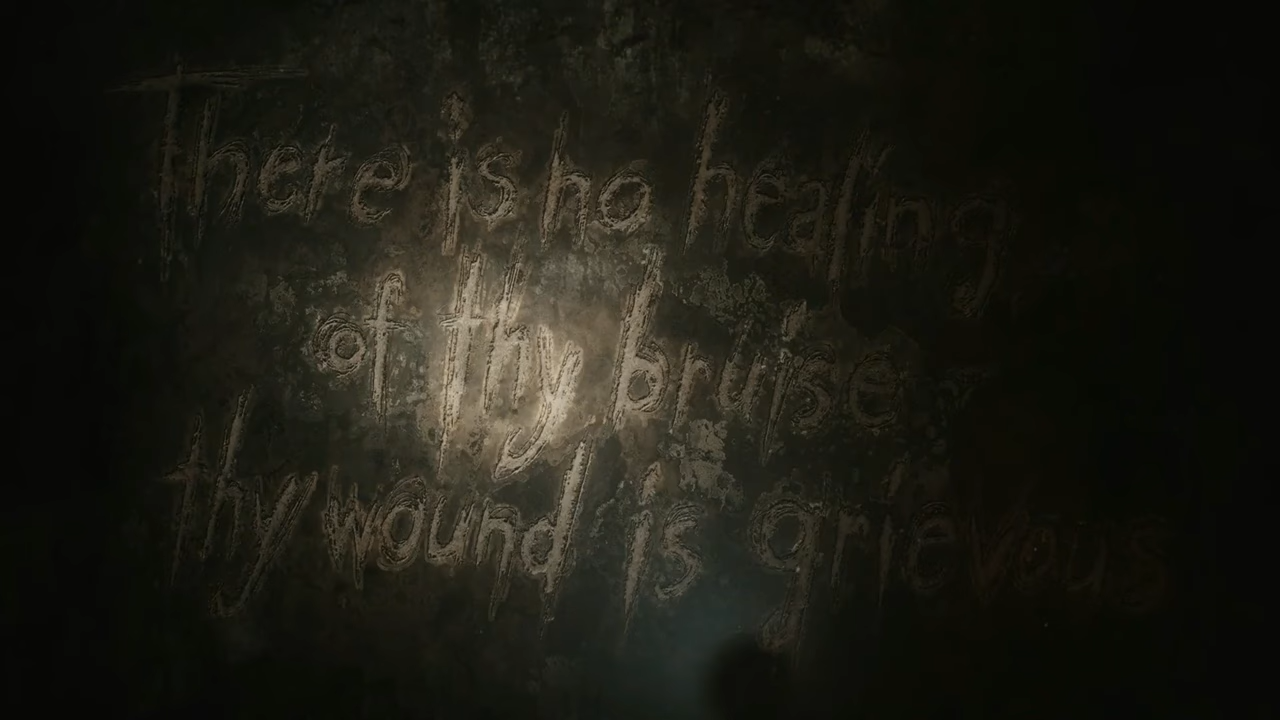 There is no healing
of thy bruise
thy wound is grievous